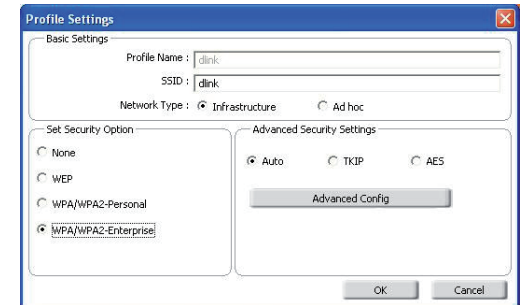 Profile Settings
Basic Settings
Profile Name : dlink
SSID : dlink
Network Type : Infrastructure Ad hoc
Set Security Option
None
WEP
WPA/WPA2-Personal
WPA/WPA2-Enterprise
Advanced Security Settings
Auto TKIP AES
Advanced Config
OK Cancel